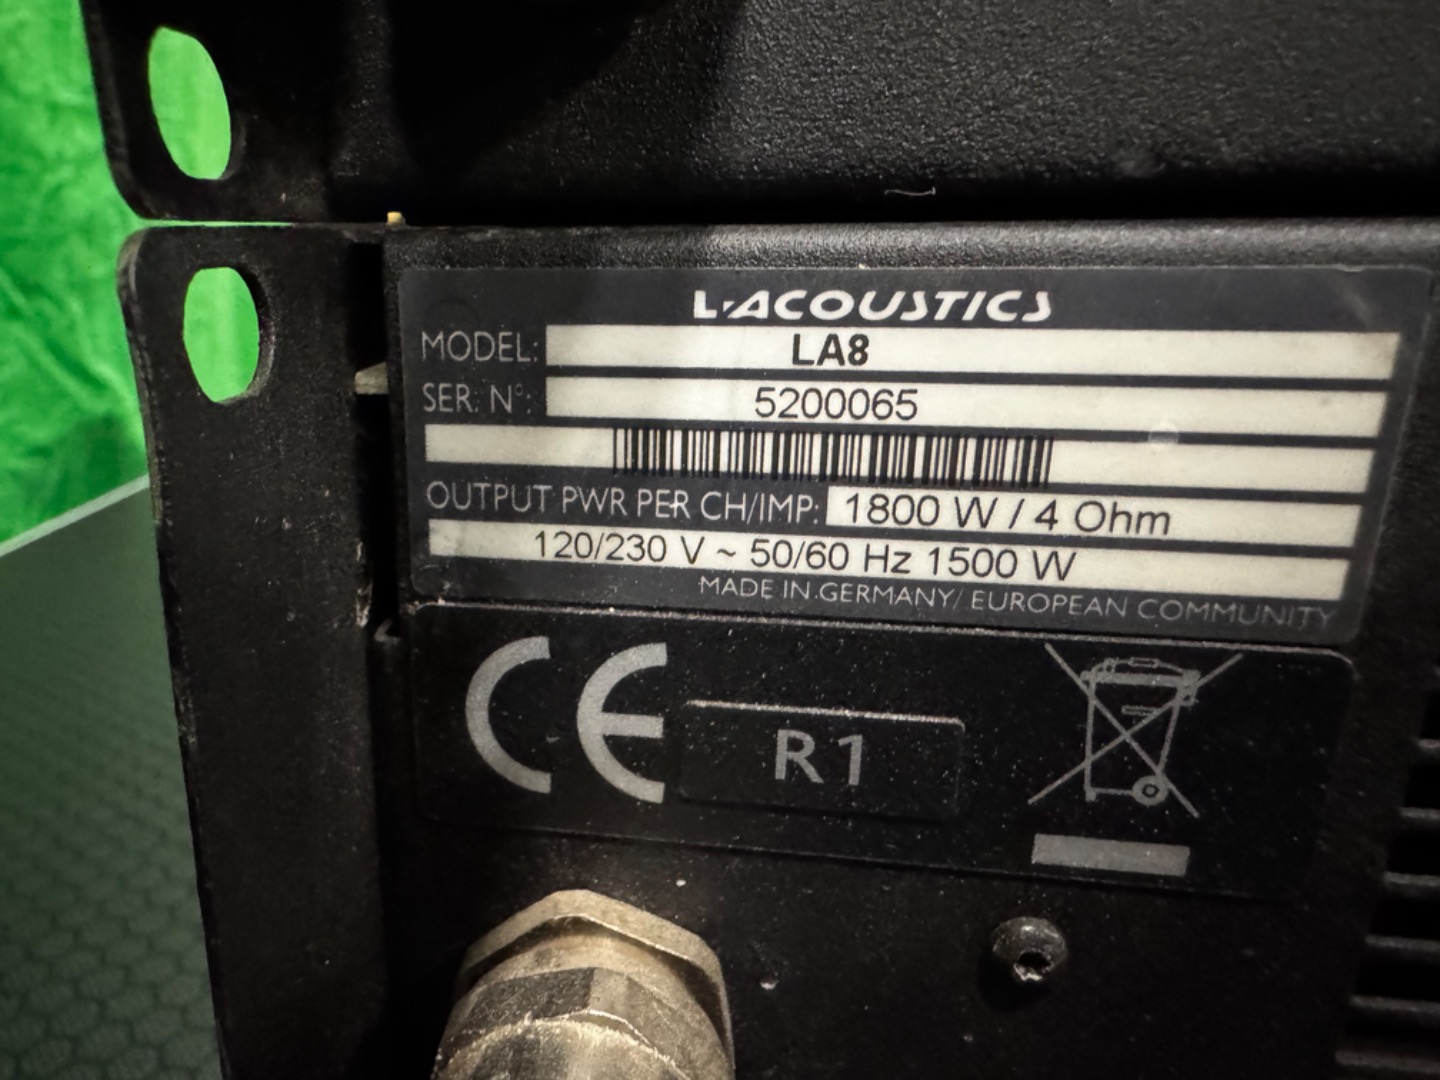 L-ACOUSTICS
MODEL: LA8
SER. N°: 5200065
OUTPUT PWR PER CH/IMP: 1800 W / 4 Ohm
120/230 V ~ 50/60 Hz 1500 W
MADE IN GERMANY/ EUROPEAN COMMUNITY
CE R1